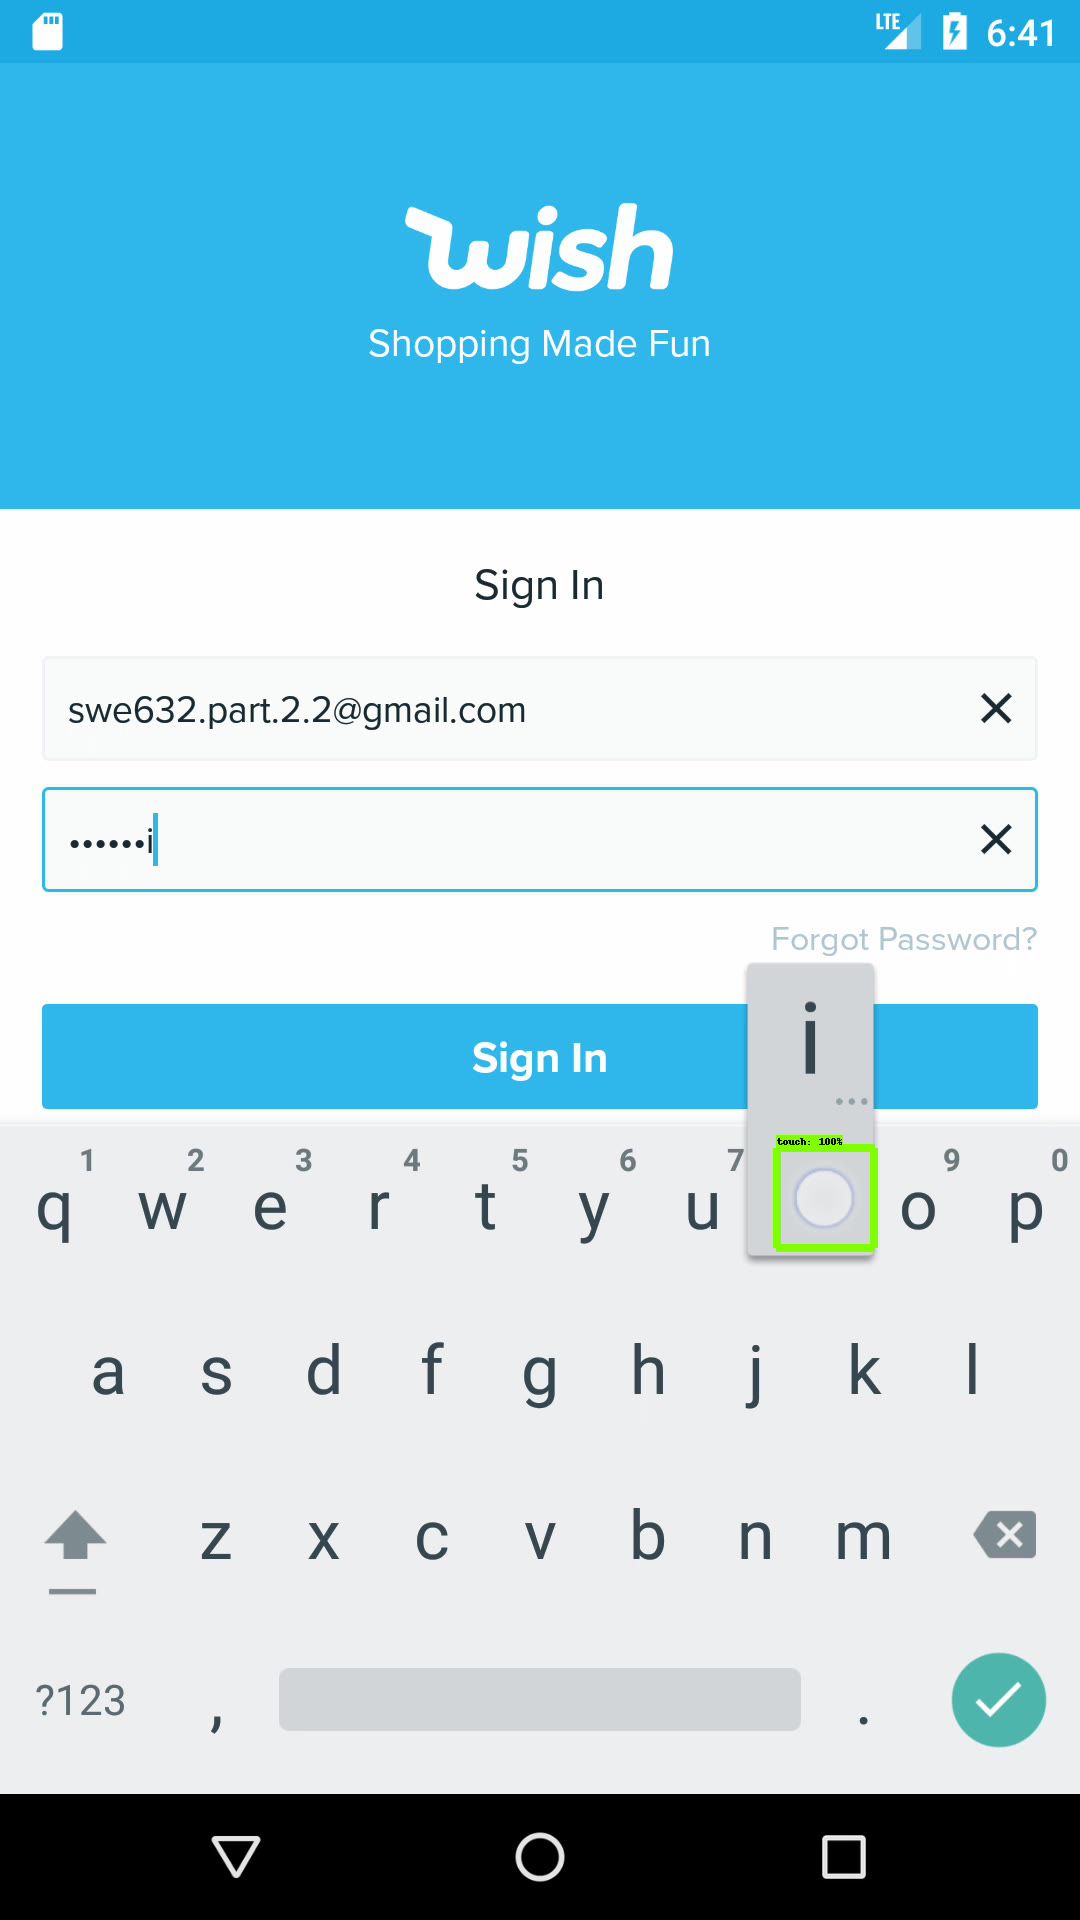 LTE 6:41
wish
Shopping Made Fun
Sign In
swe632.part.2.2@gmail.com
••••••i
Forgot Password?
Sign In
i
...
touch: 100%
1 2 3 4 5 6 7 9 0
q w e r t y u o p
a s d f g h j k l
z x c v b n m
?123 , .